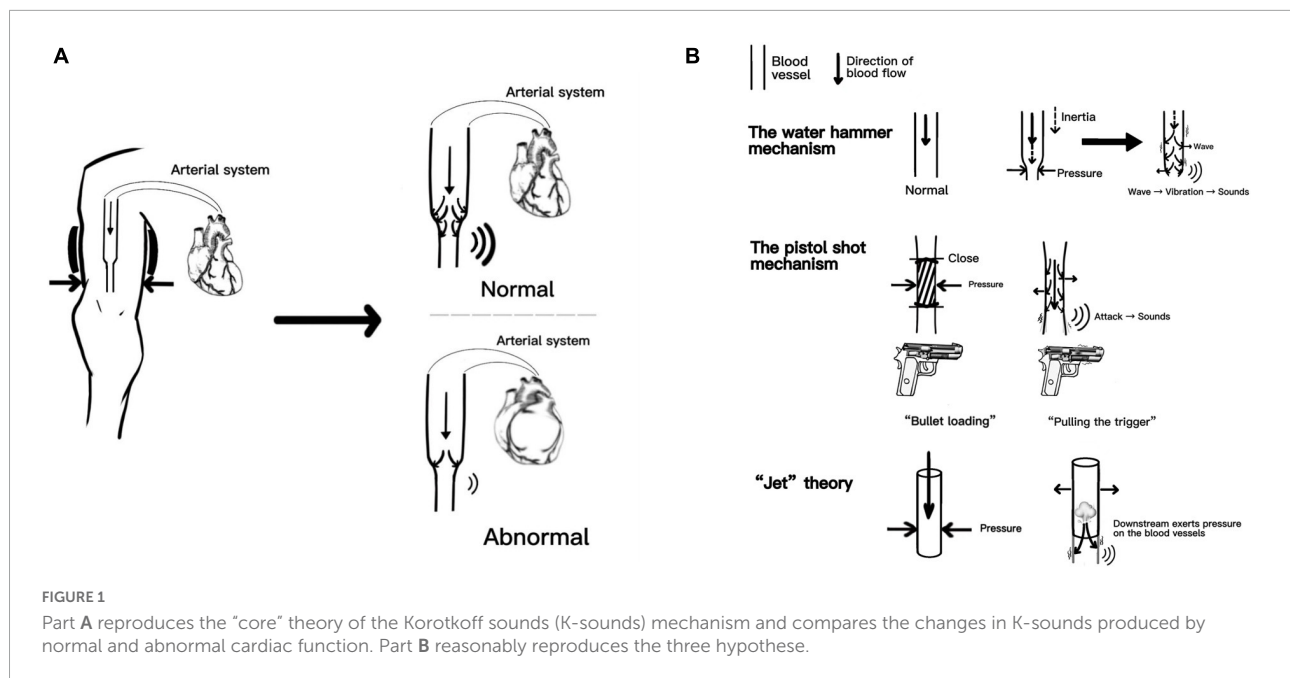 A
Arterial system
Arterial system
Normal
Arterial system
Abnormal
B
Blood
vessel
Direction of
blood flow
The water hammer
mechanism
Normal
Inertia
Pressure
Wave
Wave → Vibration → Sounds
The pistol shot
mechanism
Close
Pressure
Attack → Sounds
“Bullet loading”
“Pulling the trigger”
“Jet” theory
Pressure
Downstream exerts pressure
on the blood vessels
FIGURE 1
Part A reproduces the “core” theory of the Korotkoff sounds (K-sounds) mechanism and compares the changes in K-sounds produced by
normal and abnormal cardiac function. Part B reasonably reproduces the three hypothese.